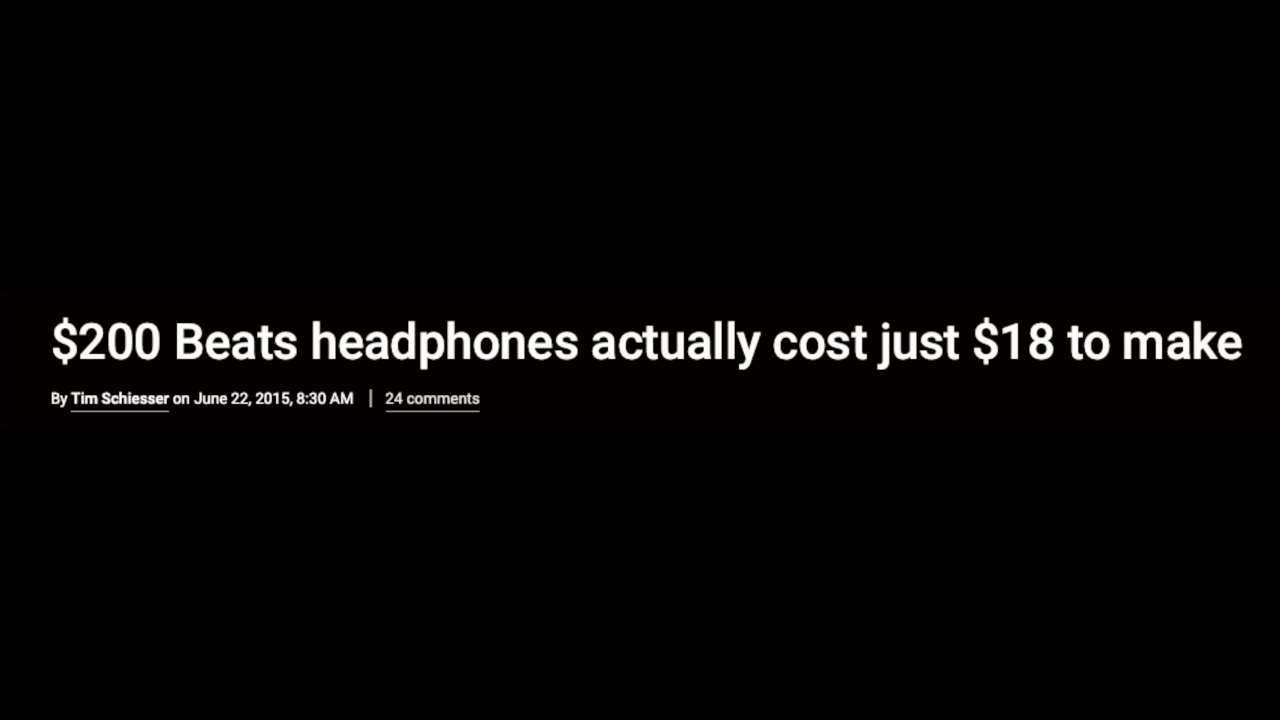 $200 Beats headphones actually cost just $18 to make
By Tim Schiesser on June 22, 2015, 8:30 AM | 24 comments